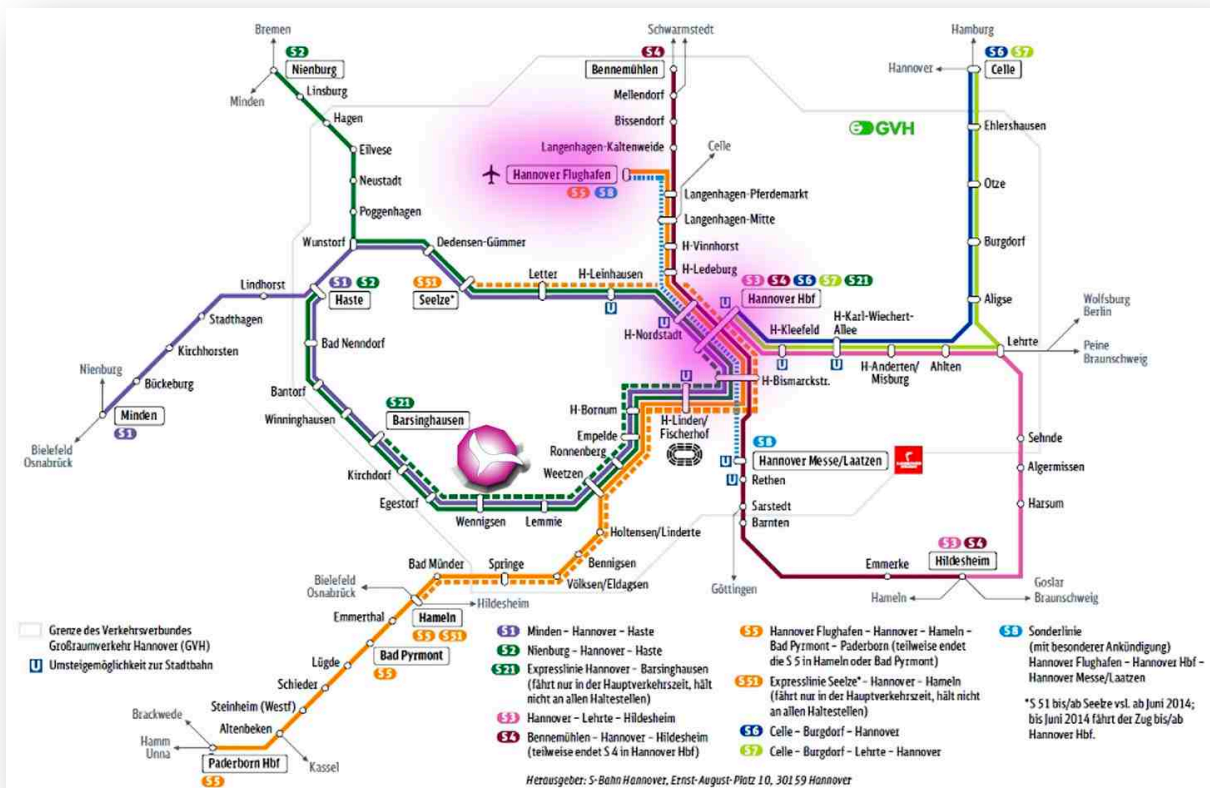 Bremen
S2
Nienburg
Minden
Linsburg
Hagen
Eilvese
Neustadt
Poggenhagen
Wunstorf
Dedensen-Gümmer
Schwarmstedt
S4
Bennemühlen
Mellendorf
Bissendorf
Langenhagen-Kaltenweide
Celle
Hannover Flughafen
S5 S8
Langenhagen-Pferdemarkt
Langenhagen-Mitte
H-Vinnhorst
H-Ledeburg
Hamburg
S6 S7
Hannover
Celle
GVH
Ehlershausen
Otze
Burgdorf
Aligse
Wolfsburg
Berlin
Lehrte
Peine
Braunschweig
Lindhorst
S1 S2
Haste
S51
Seelze*
Letter
H-Leinhausen
U
U
U
S3 S4 S6 S7 S21
Hannover Hbf
H-Nordstadt
H-Kleefeld
U
H-Karl-Wiechert-
Allee
U
H-Anderten/
Misburg
Ahlten
Stadthagen
Kirchhorsten
Bückeburg
Nienburg
Minden
S1
Bielefeld
Osnabrück
Bad Nenndorf
Bantorf
Winninghausen
S21
Barsinghausen
Kirchdorf
Egestorf
Wennigsen
Lemmie
H-Bornum
Empelde
Ronnenberg
Weetzen
U
H-Linden/
Fischerhof
H-Bismarckstr.
S8
U
Hannover Messe/Laatzen
U
Rethen
Sarstedt
Barnten
Göttingen
Sehnde
Algermissen
Harsum
S3 S4
Hildesheim
Emmerke
Hameln
Goslar
Braunschweig
Holtensen/Linderte
Bennigsen
Völksen/Eldagsen
Springe
Bad Münder
Bielefeld
Osnabrück
Hildesheim
Hameln
S5 S51
Emmerthal
Bad Pyrmont
S5
Lügde
Schieder
Steinheim (Westf)
Altenbeken
Brackwede
Hamm
Unna
Paderborn Hbf
S5
Kassel
Grenze des Verkehrsverbundes
Großraumverkehr Hannover (GVH)
U Umsteigemöglichkeit zur Stadtbahn
S1 Minden – Hannover – Haste
S2 Nienburg – Hannover – Haste
S21 Expresslinie Hannover – Barsinghausen
(fährt nur in der Hauptverkehrszeit, hält
nicht an allen Haltestellen)
S3 Hannover – Lehrte – Hildesheim
S4 Bennemühlen – Hannover – Hildesheim
(teilweise endet S 4 in Hannover Hbf)
S5 Hannover Flughafen – Hannover – Hameln –
Bad Pyrmont – Paderborn (teilweise endet
die S 5 in Hameln oder Bad Pyrmont)
S51 Expresslinie Seelze* – Hannover – Hameln
(fährt nur in der Hauptverkehrszeit, hält nicht
an allen Haltestellen)
S6 Celle – Burgdorf – Hannover
S7 Celle – Burgdorf – Lehrte – Hannover
S8 Sonderlinie
(mit besonderer Ankündigung)
Hannover Flughafen – Hannover Hbf –
Hannover Messe/Laatzen
*S 51 bis/ab Seelze vsl. ab Juni 2014;
bis Juni 2014 fährt der Zug bis/ab
Hannover Hbf.
Herausgeber: S-Bahn Hannover, Ernst-August-Platz 10, 30159 Hannover